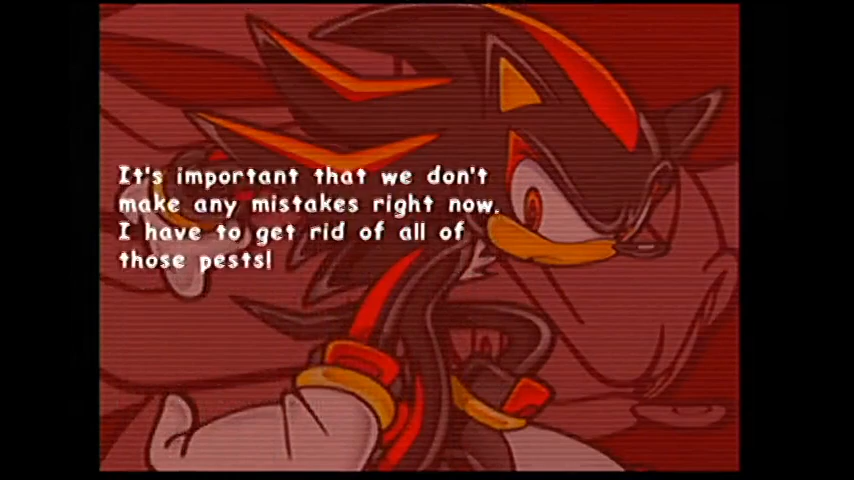 It's important that we don't
make any mistakes right now.
I have to get rid of all of
those pests!